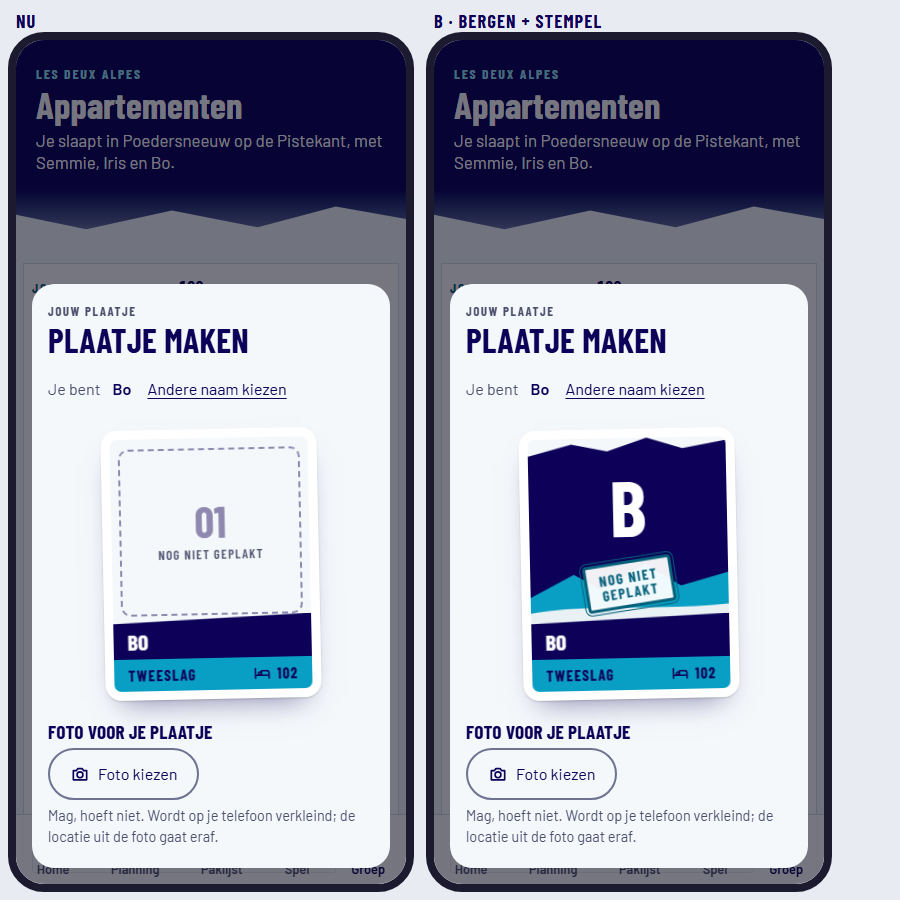 NU
LES DEUX ALPES
Appartementen
Je slaapt in Poedersneeuw op de Pistekant, met
Semmie, Iris en Bo.
JOUW PLAATJE
PLAATJE MAKEN
Je bent Bo Andere naam kiezen
01
NOG NIET GEPLAKT
BO
TWEESLAG 102
FOTO VOOR JE PLAATJE
Foto kiezen
Mag, hoeft niet. Wordt op je telefoon verkleind; de
locatie uit de foto gaat eraf.
Home Planning Paklijst Spel Groep
B · BERGEN + STEMPEL
LES DEUX ALPES
Appartementen
Je slaapt in Poedersneeuw op de Pistekant, met
Semmie, Iris en Bo.
JOUW PLAATJE
PLAATJE MAKEN
Je bent Bo Andere naam kiezen
B
NOG NIET
GEPLAKT
BO
TWEESLAG 102
FOTO VOOR JE PLAATJE
Foto kiezen
Mag, hoeft niet. Wordt op je telefoon verkleind; de
locatie uit de foto gaat eraf.
Home Planning Paklijst Spel Groep